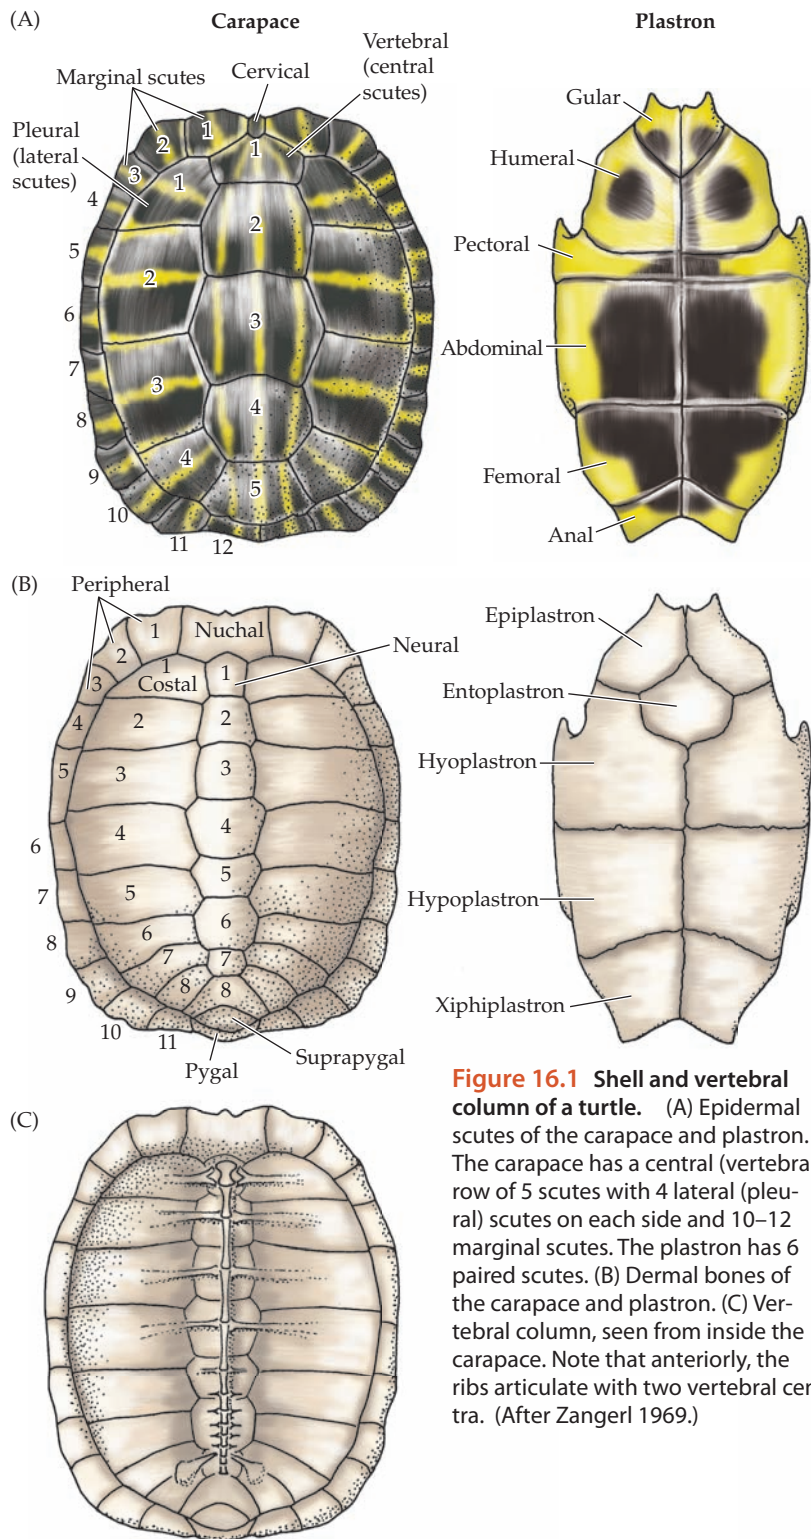 (A)
Carapace
Plastron
Marginal scutes
Cervical
Vertebral
(central
scutes)
Pleural
(lateral
scutes)
1
2
3
4
5
6
7
8
9
10
11
12
1
2
3
4
1
2
3
4
5
Gular
Humeral
Pectoral
Abdominal
Femoral
Anal
(B)
Peripheral
Nuchal
Neural
Costal
1
2
3
4
5
6
7
8
9
10
11
1
2
3
4
5
6
7
8
1
2
3
4
5
6
7
8
Suprapygal
Pygal
Epiplastron
Entoplastron
Hyoplastron
Hypoplastron
Xiphiplastron
(C)
Figure 16.1 Shell and vertebral
column of a turtle. (A) Epidermal
scutes of the carapace and plastron.
The carapace has a central (vertebra
row of 5 scutes with 4 lateral (pleu-
ral) scutes on each side and 10–12
marginal scutes. The plastron has 6
paired scutes. (B) Dermal bones of
the carapace and plastron. (C) Ver-
tebral column, seen from inside the
carapace. Note that anteriorly, the
ribs articulate with two vertebral cen
tra. (After Zangerl 1969.)